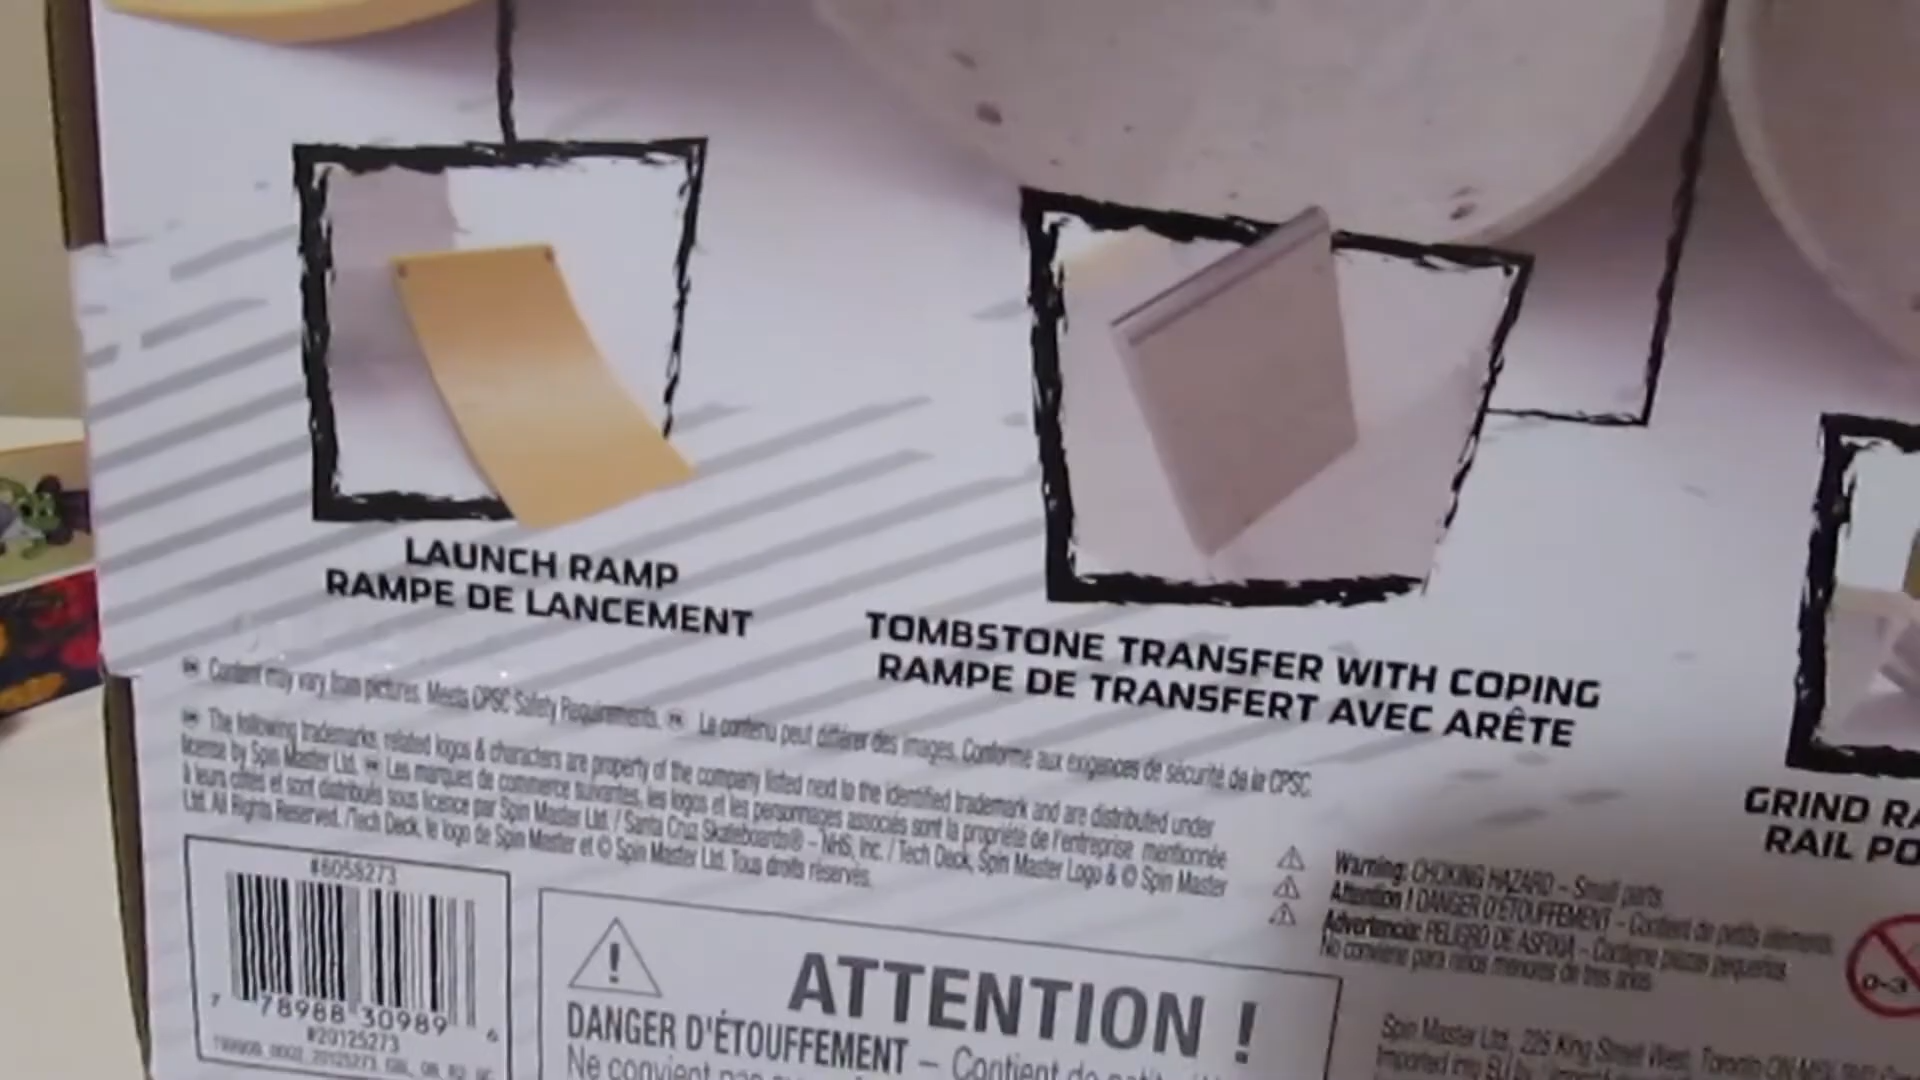 LAUNCH RAMP
RAMPE DE LANCEMENT
TOMBSTONE TRANSFER WITH COPING
RAMPE DE TRANSFERT AVEC ARÊTE
GRIND RA
RAIL PO
Content may vary from pictures. Meets CPSC Safety Requirements. Le contenu peut différer des images. Conforme aux exigences de sécurité de la CPSC.
The following trademarks, related logos & characters are property of the company listed next to the identified trademark and are distributed under
license by Spin Master Ltd. Les marques de commerce suivantes, les logos et les personnages associés sont la propriété de l'entreprise mentionnée
à leurs côtés et sont distribués sous licence par Spin Master Ltd. / Santa Cruz Skateboards® – NHS, Inc. / Tech Deck, Spin Master Logo & © Spin Master
Ltd. All Rights Reserved. /Tech Deck, le logo de Spin Master et © Spin Master Ltd. Tous droits réservés.
#6058273
7 78988 30989 6
#20125273
ATTENTION !
DANGER D'ÉTOUFFEMENT –
Ne convient pas
Contient de petit
Warning: CHOKING HAZARD – Small parts.
Attention ! DANGER D'ÉTOUFFEMENT – Contient de petits éléments.
Advertencia: PELIGRO DE ASFIXIA – Contiene piezas pequeñas.
No conviene para niños menores de tres años.
0-3
Spin Master Ltd., 225 King Street West, Toronto ON M5V
Imported into EU by